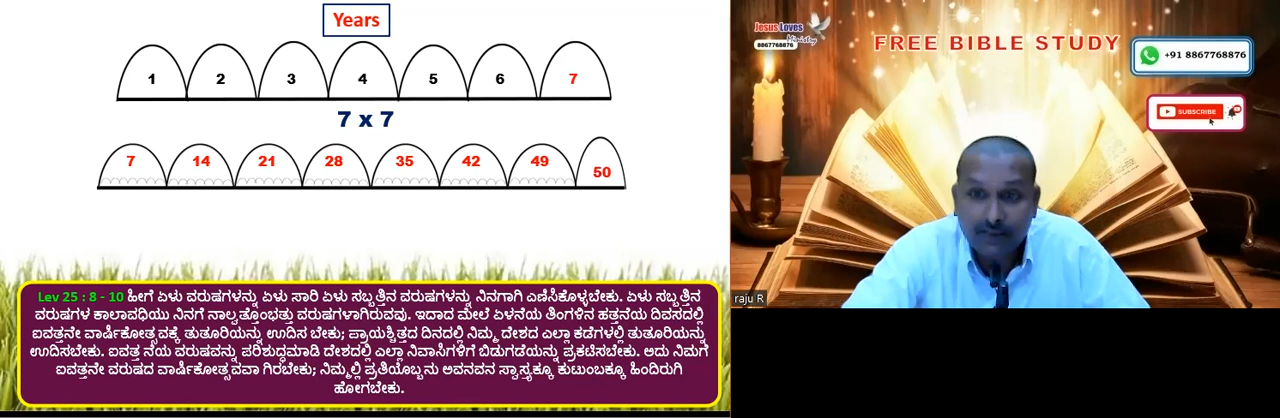 Years
1 2 3 4 5 6 7
7 x 7
7 14 21 28 35 42 49 50
Lev 25 : 8 - 10 ಹೀಗೆ ಏಳು ವರುಷಗಳನ್ನು ಏಳು ಸಾರಿ ಏಳು ಸಬ್ಬತ್ತಿನ ವರುಷಗಳನ್ನು ನಿನಗಾಗಿ ಎಣಿಸಿಕೊಳ್ಳಬೇಕು. ಏಳು ಸಬ್ಬತ್ತಿನ
ವರುಷಗಳ ಕಾಲಾವಧಿಯು ನಿನಗೆ ನಾಲ್ವತ್ತೊಂಭತ್ತು ವರುಷಗಳಾಗಿರುವವು. ಇದಾದ ಮೇಲೆ ಏಳನೆಯ ತಿಂಗಳಿನ ಹತ್ತನೆಯ ದಿವಸದಲ್ಲಿ
ಐವತ್ತನೇ ವಾರ್ಷಿಕೋತ್ಸವಕ್ಕೆ ತುತೂರಿಯನ್ನು ಊದಿಸ ಬೇಕು; ಪ್ರಾಯಶ್ಚಿತ್ತದ ದಿನದಲ್ಲಿ ನಿಮ್ಮ ದೇಶದ ಎಲ್ಲಾ ಕಡೆಗಳಲ್ಲಿ ತುತೂರಿಯನ್ನು
ಊದಿಸಬೇಕು. ಐವತ್ತ ನೆಯ ವರುಷವನ್ನು ಪರಿಶುದ್ಧಮಾಡಿ ದೇಶದಲ್ಲಿ ಎಲ್ಲಾ ನಿವಾಸಿಗಳಿಗೆ ಬಿಡುಗಡೆಯನ್ನು ಪ್ರಕಟಿಸಬೇಕು. ಅದು ನಿಮಗೆ
ಐವತ್ತನೇ ವರುಷದ ವಾರ್ಷಿಕೋತ್ಸವವಾ ಗಿರಬೇಕು; ನಿಮ್ಮಲ್ಲಿ ಪ್ರತಿಯೊಬ್ಬನು ಅವನವನ ಸ್ವಾಸ್ತ್ಯಕ್ಕೂ ಕುಟುಂಬಕ್ಕೂ ಹಿಂದಿರುಗಿ
ಹೋಗಬೇಕು.
Jesus Loves
Ministry
8867768876
FREE BIBLE STUDY
+91 8867768876
SUBSCRIBE
raju R